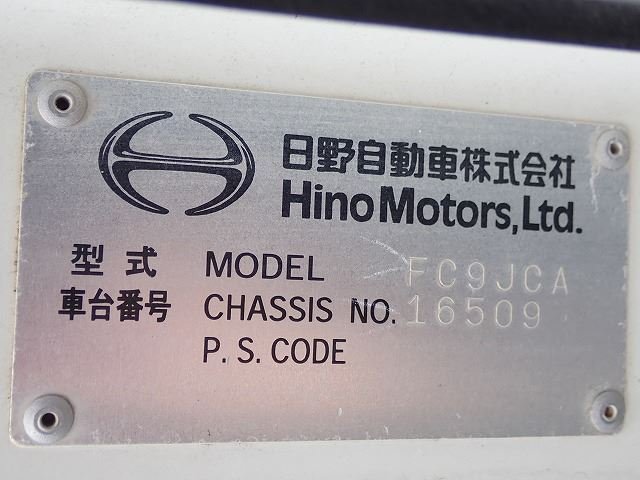 日野自動車株式会社
Hino Motors, Ltd.
型式 MODEL FC9JCA
車台番号 CHASSIS NO. 16509
P. S. CODE